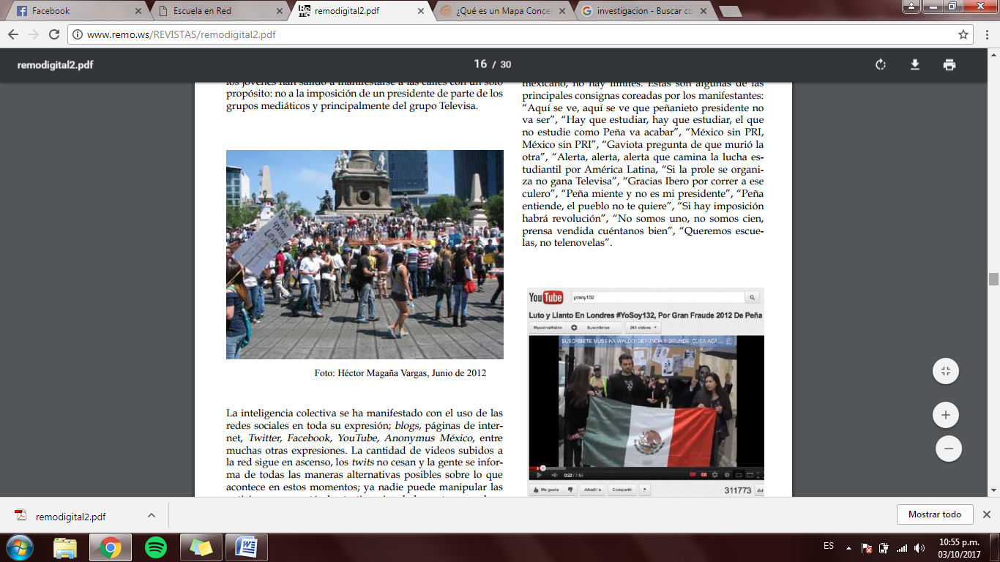 Facebook
Escuela en Red
remodigital2.pdf
¿Qué es un Mapa Conce
investigacion - Buscar co
www.remo.ws/REVISTAS/remodigital2.pdf
remodigital2.pdf
16 / 30
los jóvenes han salido a manifestarse a las calles con un solo
propósito: no a la imposición de un presidente de parte de los
grupos mediáticos y principalmente del grupo Televisa.
Foto: Héctor Magaña Vargas, Junio de 2012
La inteligencia colectiva se ha manifestado con el uso de las
redes sociales en toda su expresión; blogs, páginas de inter-
net, Twitter, Facebook, YouTube, Anonymus México, entre
muchas otras expresiones. La cantidad de videos subidos a
la red sigue en ascenso, los twits no cesan y la gente se infor-
ma de todas las maneras alternativas posibles sobre lo que
acontece en estos momentos; ya nadie puede manipular las
mexicano, no hay límites. Estas son algunas de las
principales consignas coreadas por los manifestantes:
“Aquí se ve, aquí se ve que peñanieto presidente no
va ser”, “Hay que estudiar, hay que estudiar, el que
no estudie como Peña va acabar”, “México sin PRI,
México sin PRI”, “Gaviota pregunta de que murió la
otra”, “Alerta, alerta, alerta que camina la lucha es-
tudiantil por América Latina, “Si la prole se organi-
za no gana Televisa”, “Gracias Ibero por correr a ese
culero”, “Peña miente y no es mi presidente”, “Peña
entiende, el pueblo no te quiere”, “Si hay imposición
habrá revolución”, “No somos uno, no somos cien,
prensa vendida cuéntanos bien”, “Queremos escue-
las, no telenovelas”.
YouTube
yosoy132
Luto y Llanto En Londres #YoSoy132, Por Gran Fraude 2012 De Peña
MussinaWaldo Suscribirse 261 videos
SUSCRIBETE MUSSINA WALDO. DENUNCIA Y DIFUNDE. CLICA ACA....
0:22 / 7:53
Me gusta Añadir a Compartir
311773
remodigital2.pdf
Mostrar todo
ES
10:55 p.m.
03/10/2017